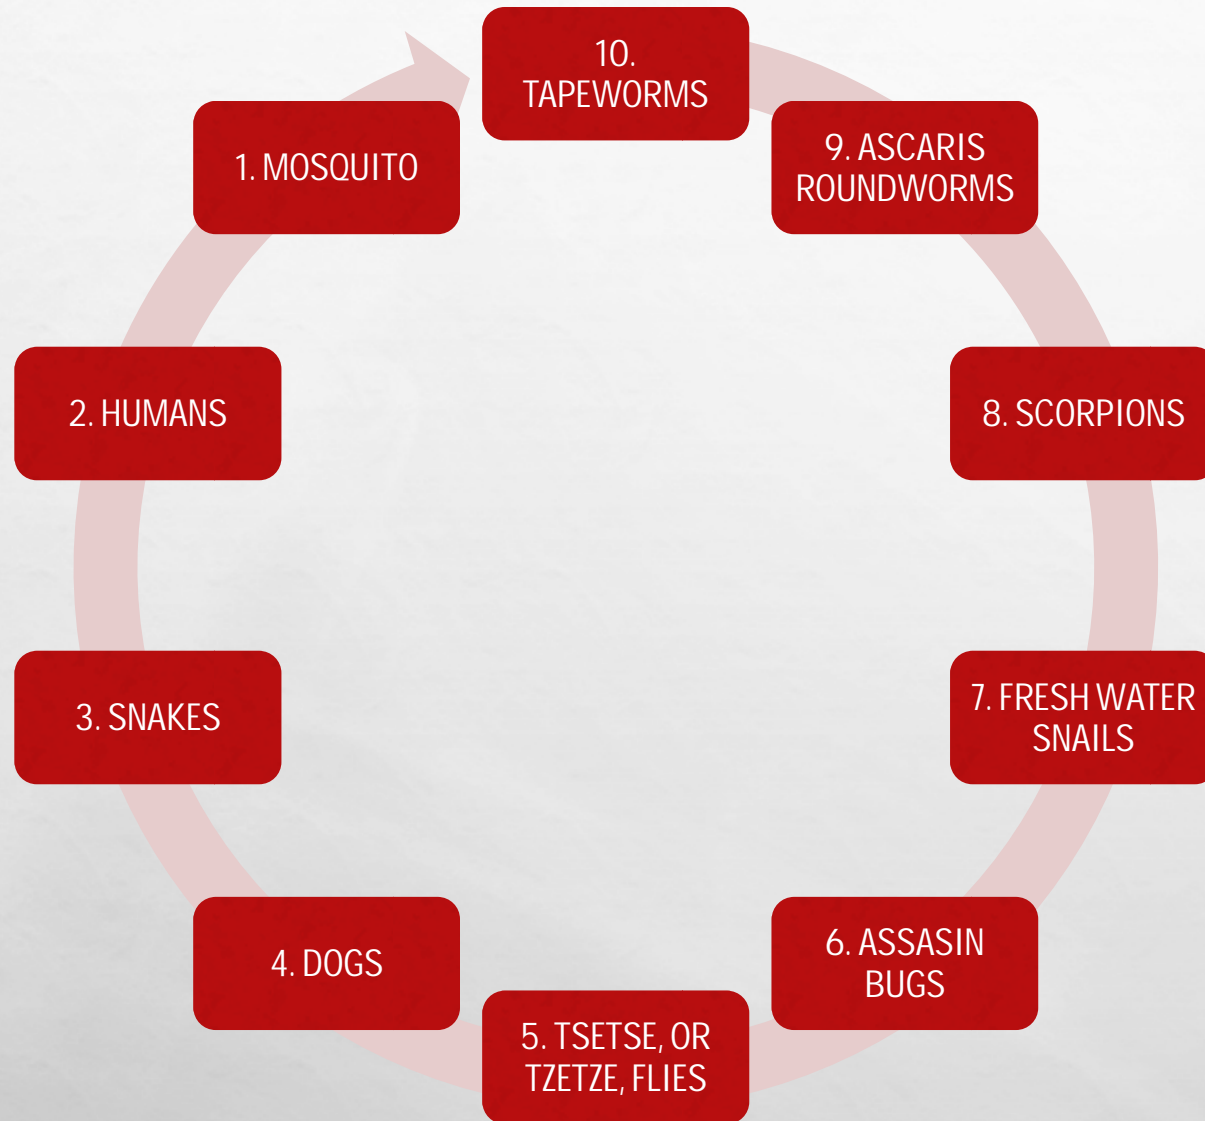 10.
TAPEWORMS
9. ASCARIS
ROUNDWORMS
8. SCORPIONS
7. FRESH WATER
SNAILS
6. ASSASIN
BUGS
5. TSETSE, OR
TZETZE, FLIES
4. DOGS
3. SNAKES
2. HUMANS
1. MOSQUITO